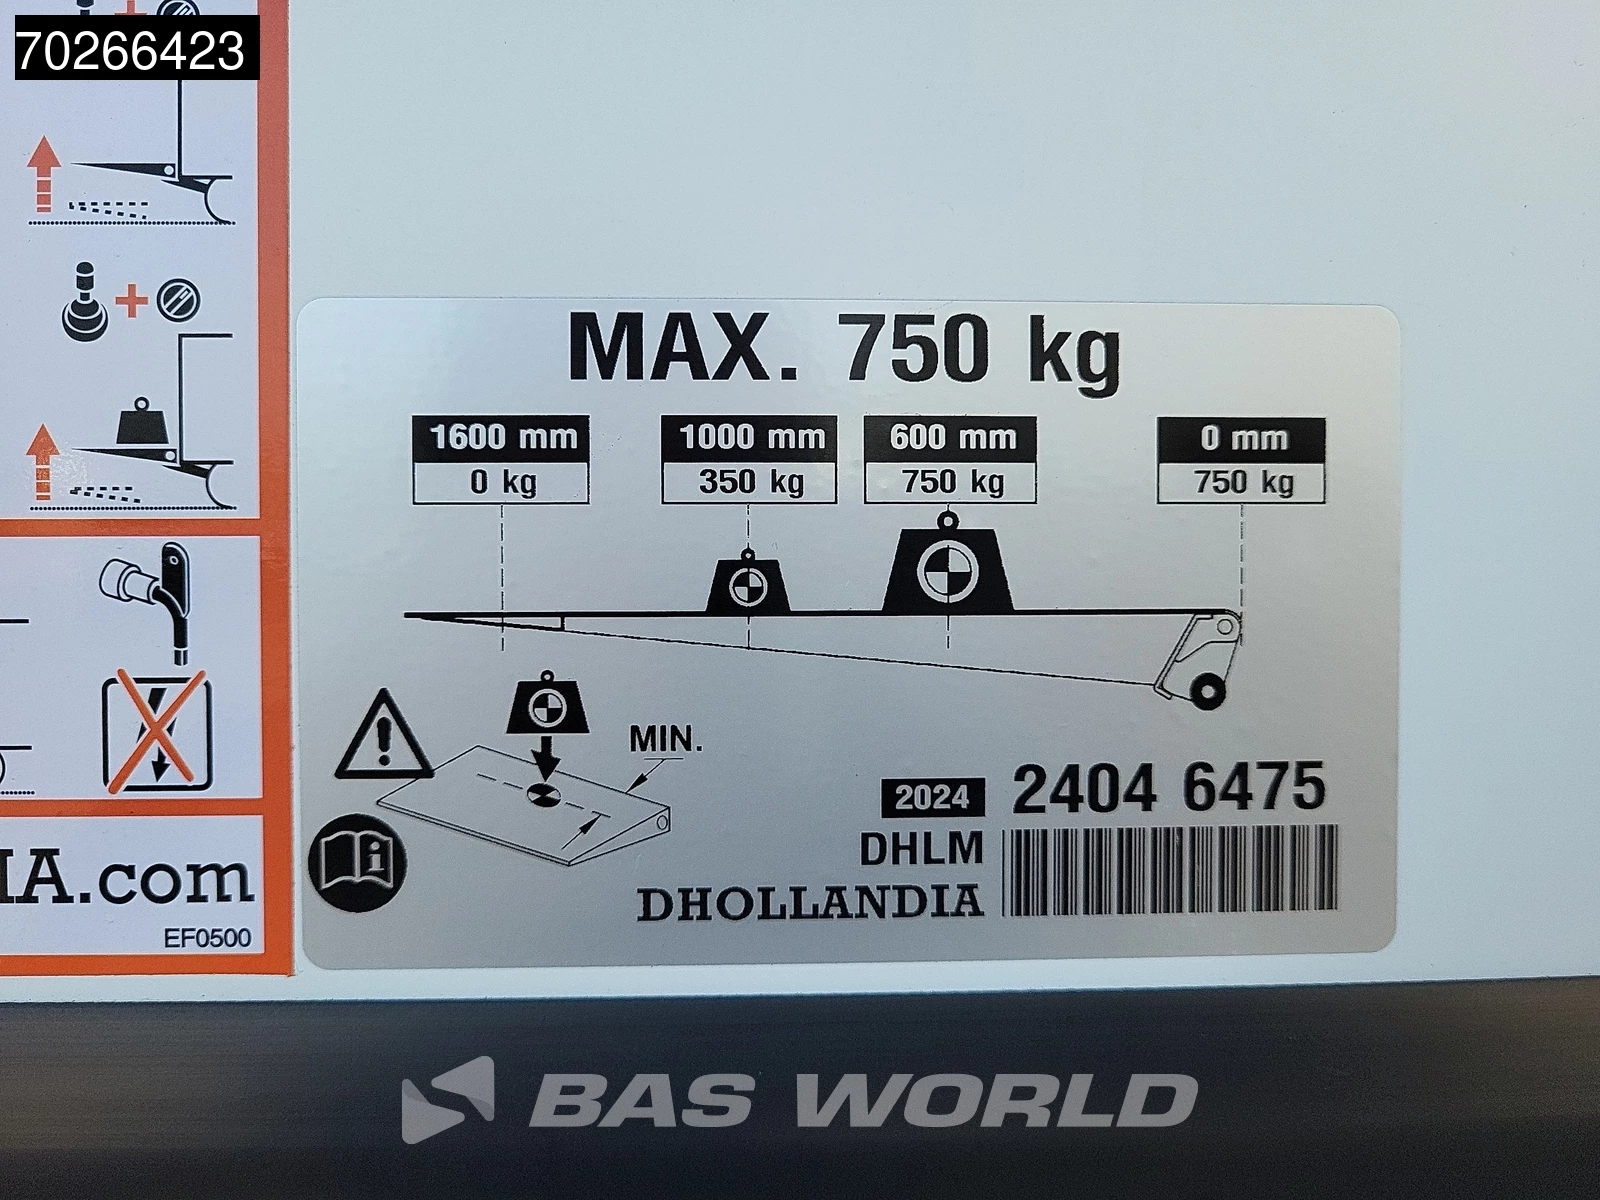 70266423
MAX. 750 kg
1600 mm 1000 mm 600 mm 0 mm
0 kg 350 kg 750 kg 750 kg
MIN.
2024 2404 6475
DHLM
DHOLLANDIA
IA.com
EF0500
BAS WORLD